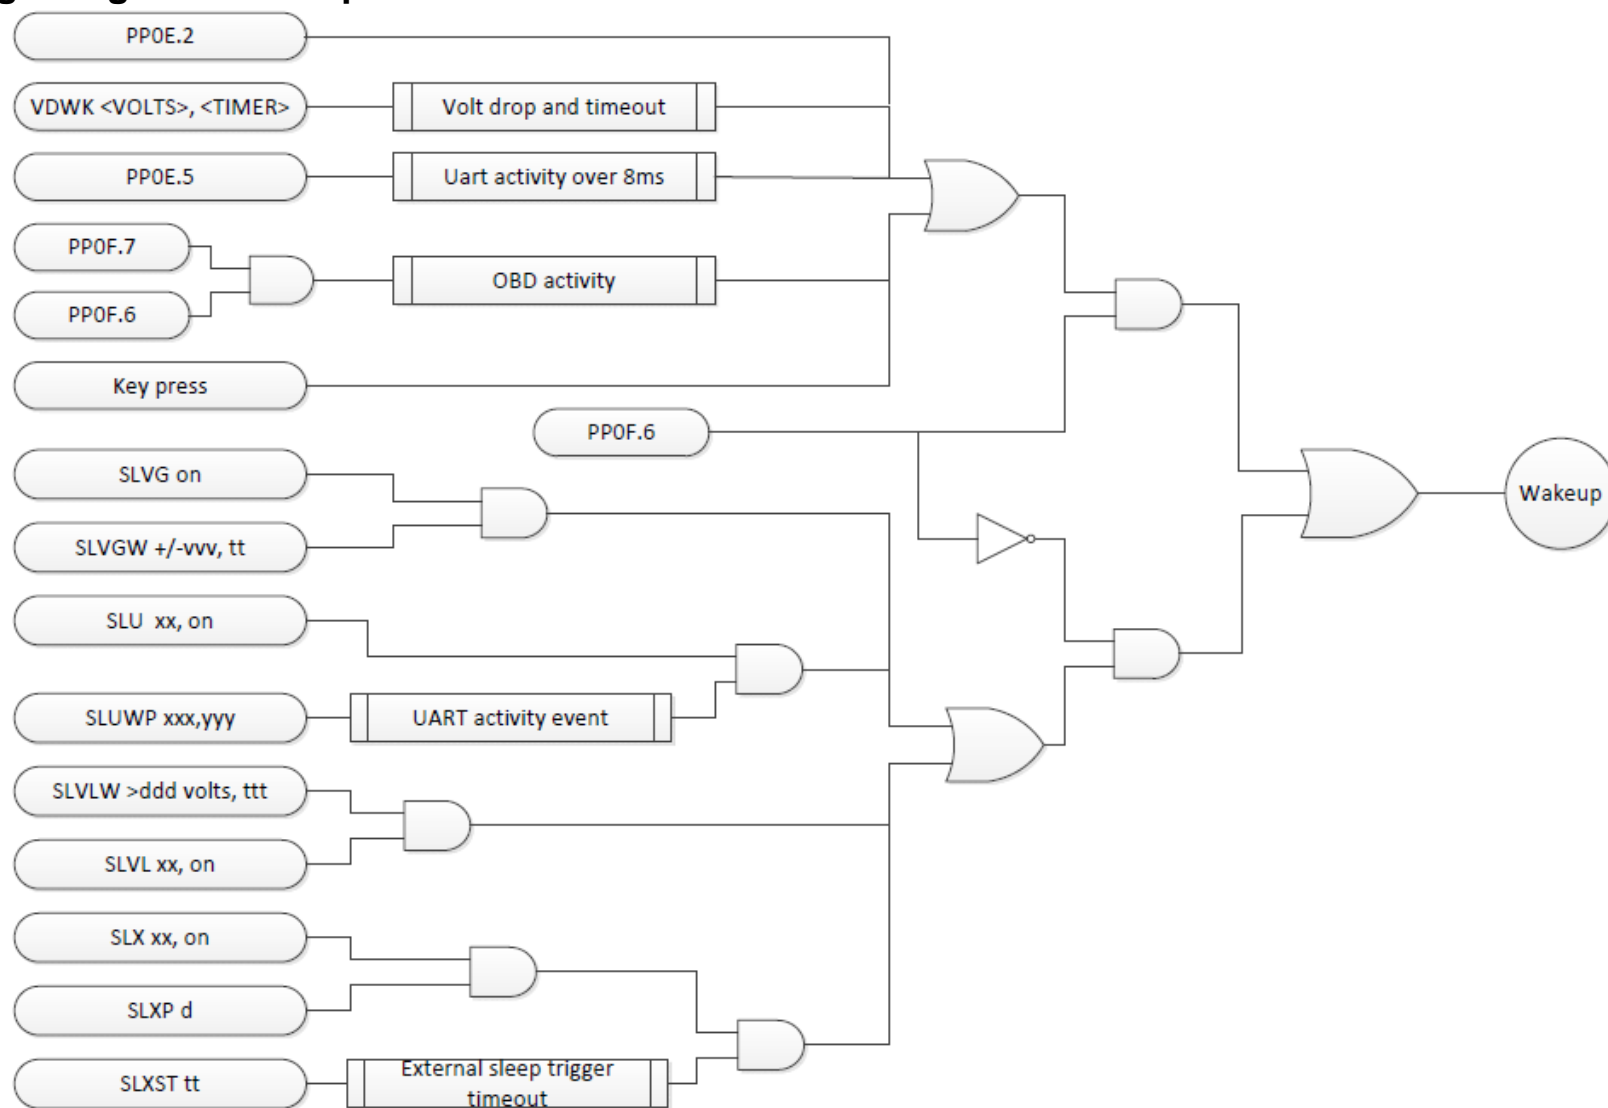 PP0E.2
VDWK <VOLTS>, <TIMER>
Volt drop and timeout
PP0E.5
Uart activity over 8ms
PP0F.7
OBD activity
PP0F.6
Key press
PP0F.6
SLVG on
Wakeup
SLVGW +/-vvv, tt
SLU xx, on
SLUWP xxx,yyy
UART activity event
SLVLW >ddd volts, ttt
SLVL xx, on
SLX xx, on
SLXP d
SLXST tt
External sleep trigger
timeout